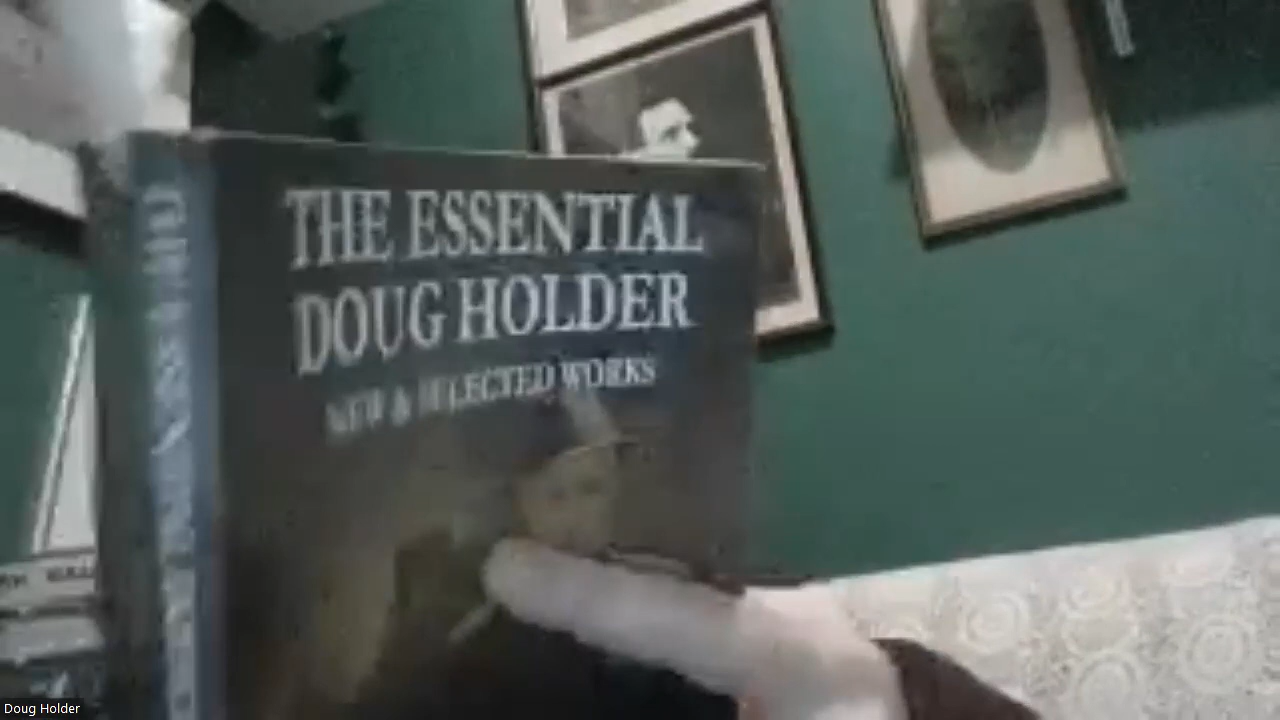 THE ESSENTIAL
DOUG HOLDER
NEW & SELECTED WORKS
Doug Holder